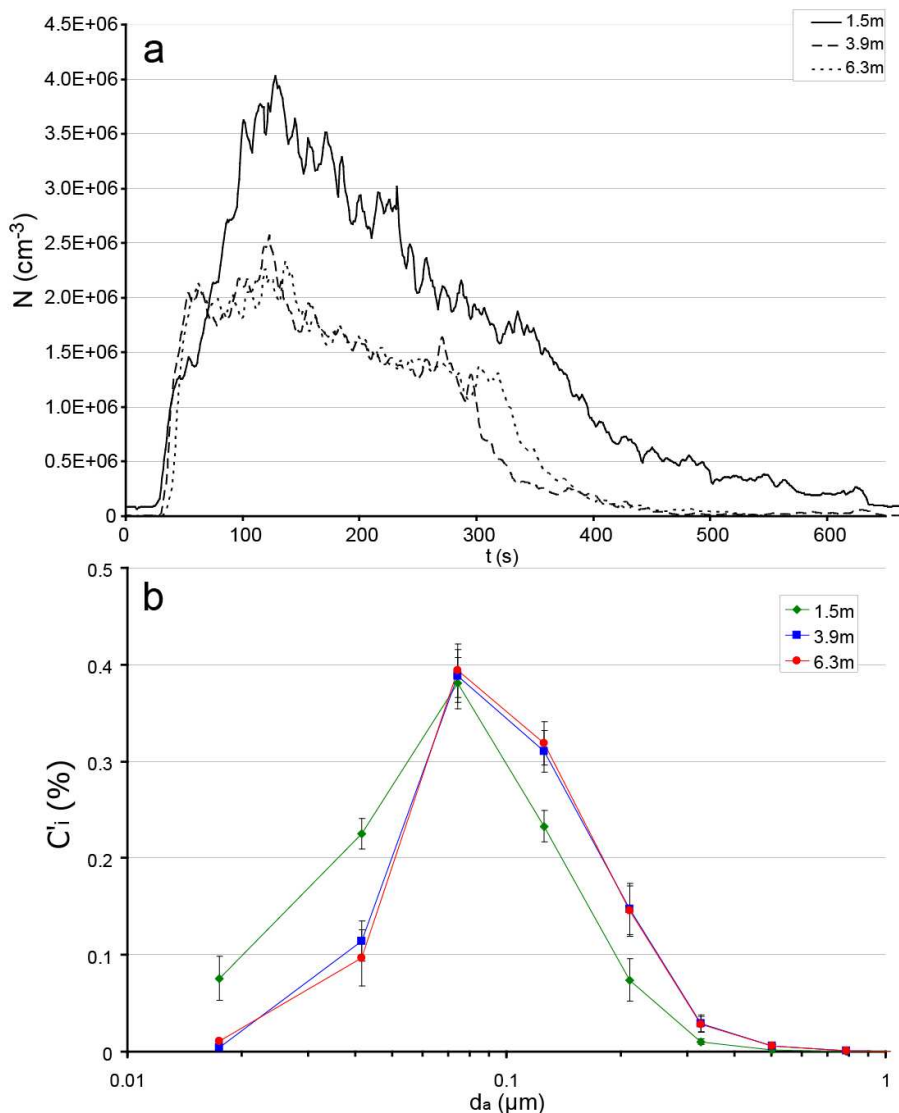 a
4.5E+06
4.0E+06
3.5E+06
3.0E+06
2.5E+06
2.0E+06
1.5E+06
1.0E+06
0.5E+06
0
N (cm-3)
1.5m
3.9m
6.3m
0 100 200 300 400 500 600
t (s)
b
0.5
0.4
0.3
0.2
0.1
0
C'i (%)
1.5m
3.9m
6.3m
0.01 0.1 1
da (µm)